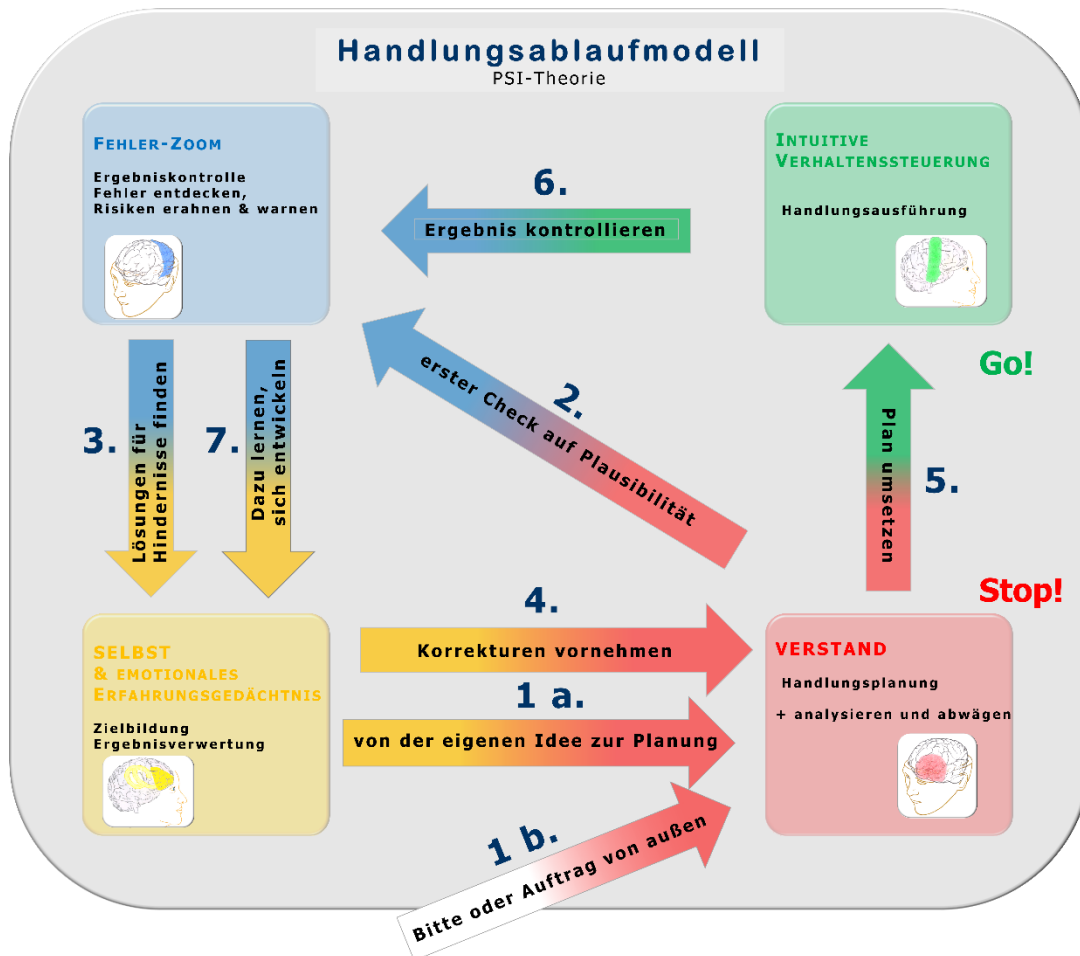 Handlungsablaufmodell
PSI-Theorie
FEHLER-ZOOM
Ergebniskontrolle
Fehler entdecken,
Risiken erahnen & warnen
INTUITIVE
VERHALTENSSTEUERUNG
Handlungsausführung
6.
Ergebnis kontrollieren
2.
erster Check auf Plausibilität
3.
Lösungen für
Hindernisse finden
7.
Dazu lernen,
sich entwickeln
Go!
Plan umsetzen
5.
Stop!
SELBST
& EMOTIONALES
ERFAHRUNGSGEDÄCHTNIS
Zielbildung
Ergebnisverwertung
4.
Korrekturen vornehmen
1 a.
von der eigenen Idee zur Planung
1 b.
Bitte oder Auftrag von außen
VERSTAND
Handlungsplanung
+ analysieren und abwägen